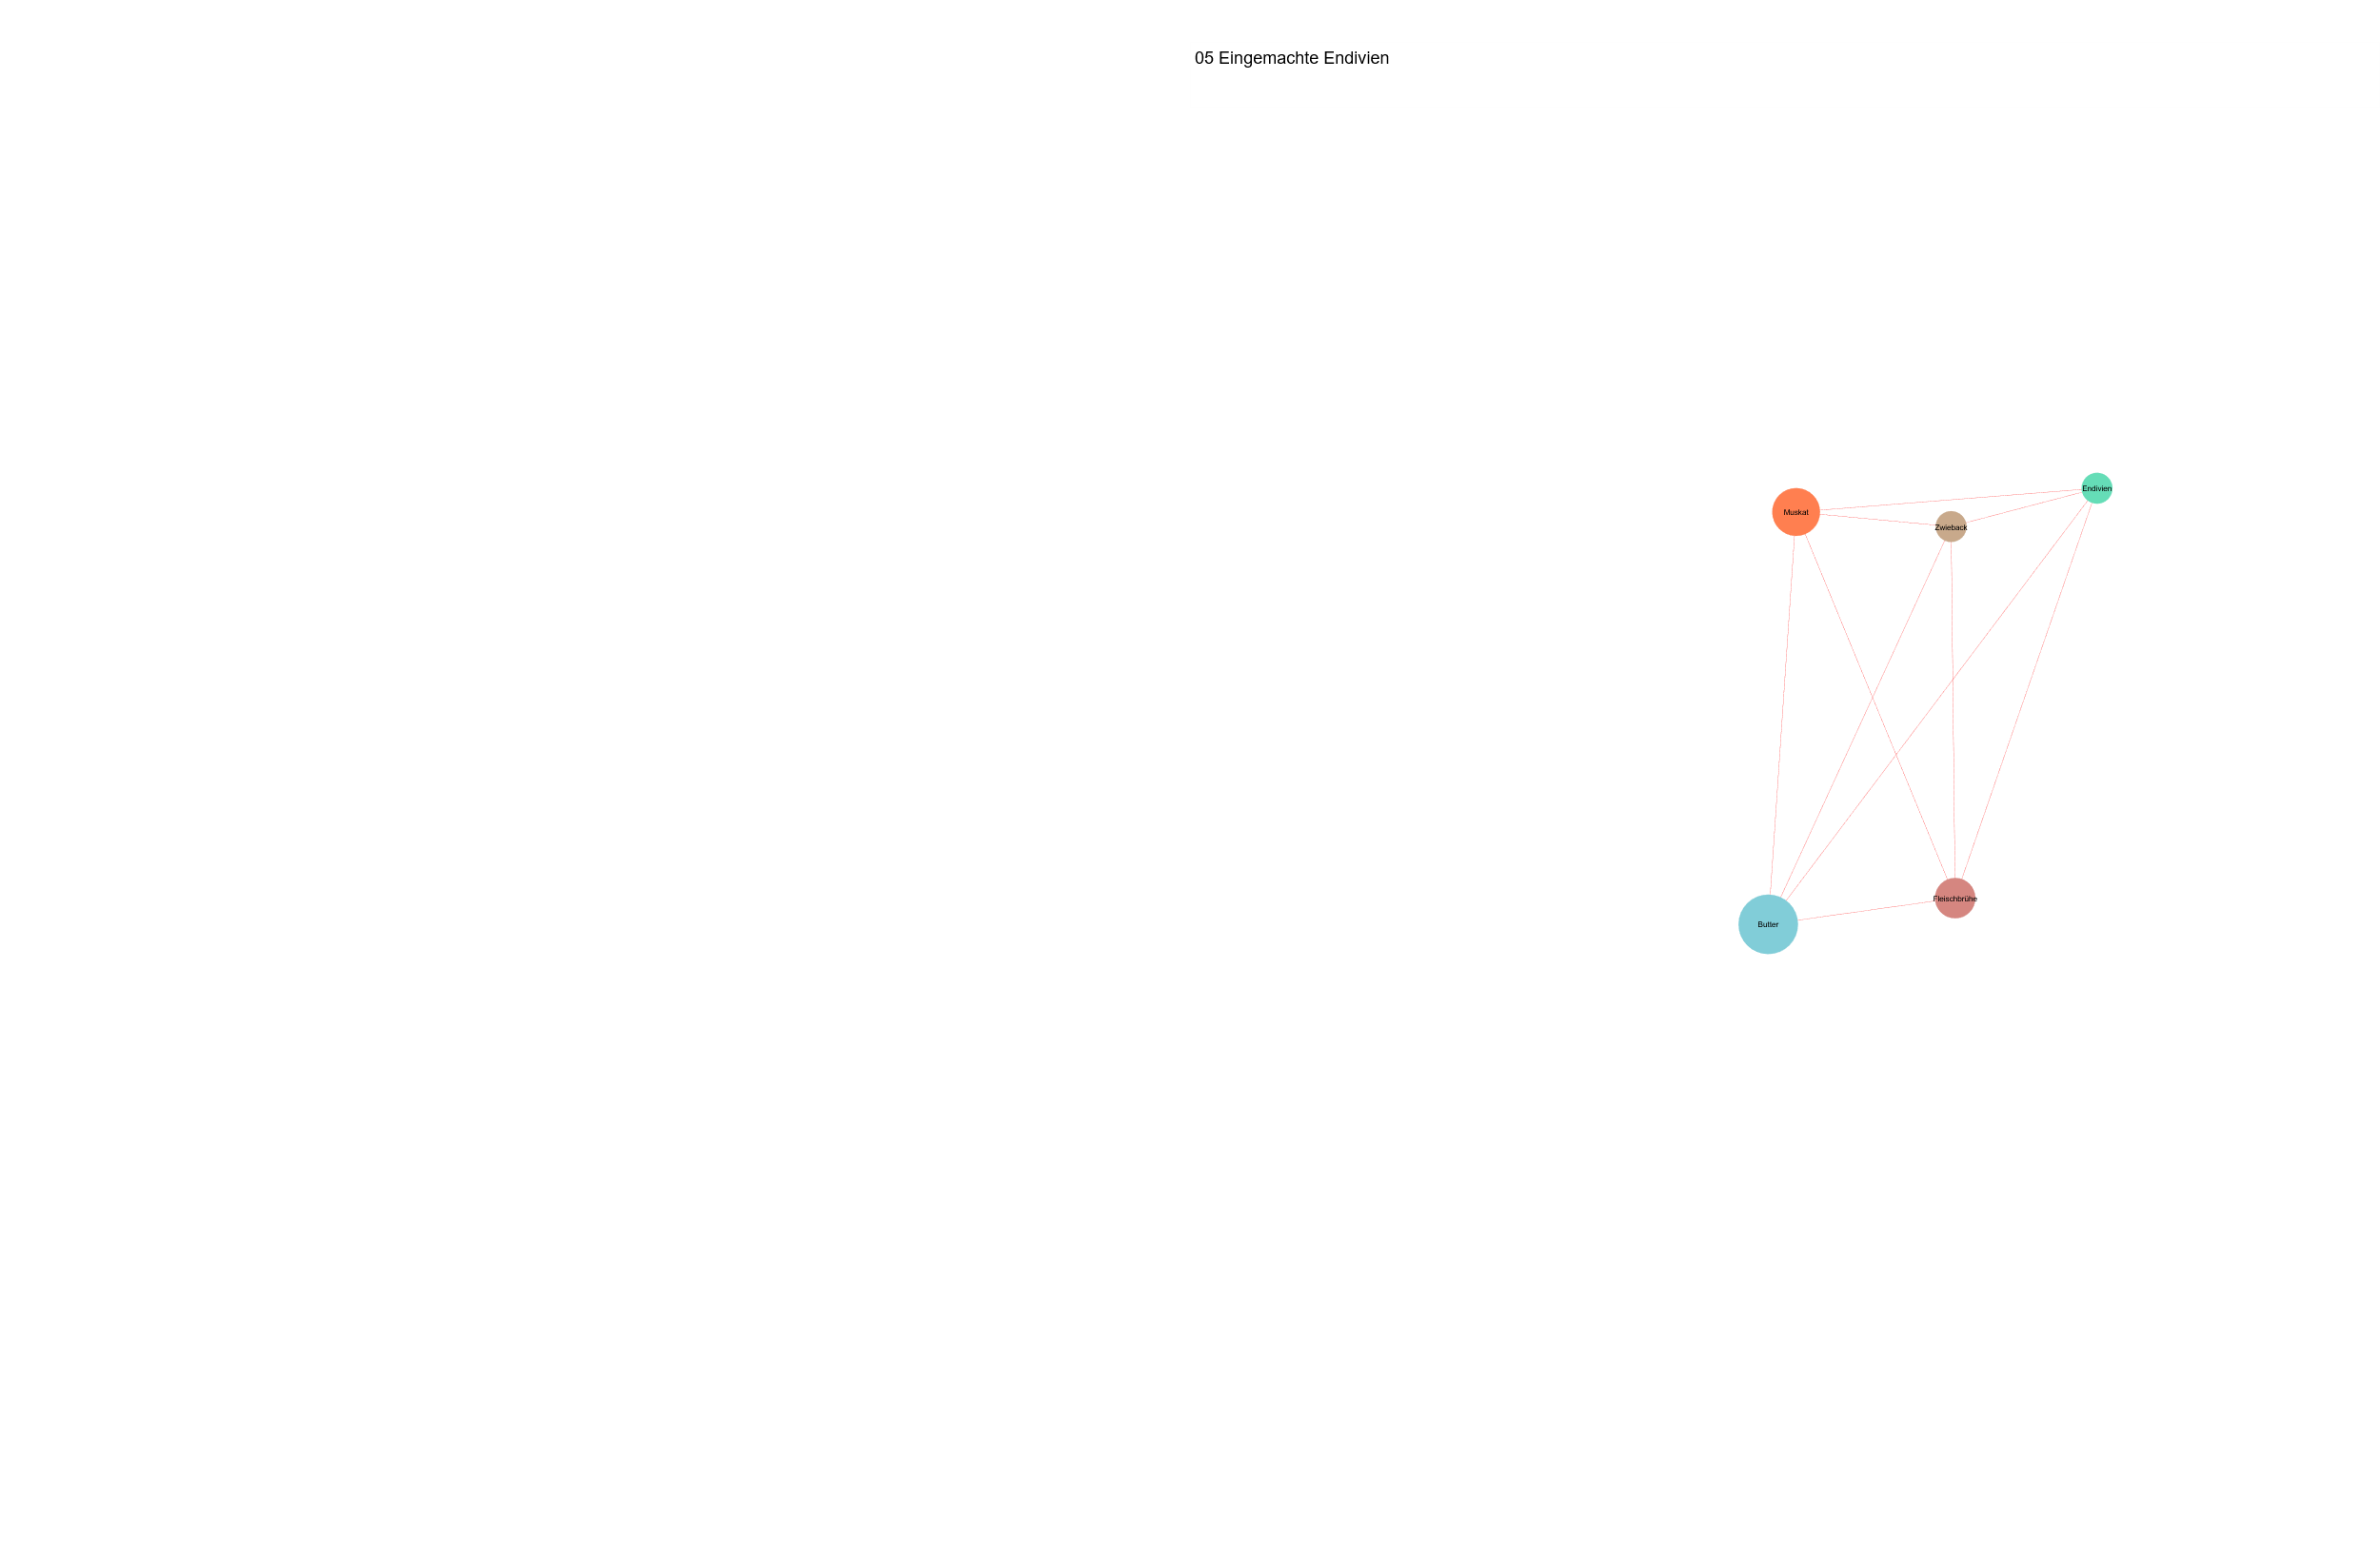 05 Eingemachte Endivien
Endivien
Muskat
Zwieback
Fleischbrühe
Butter